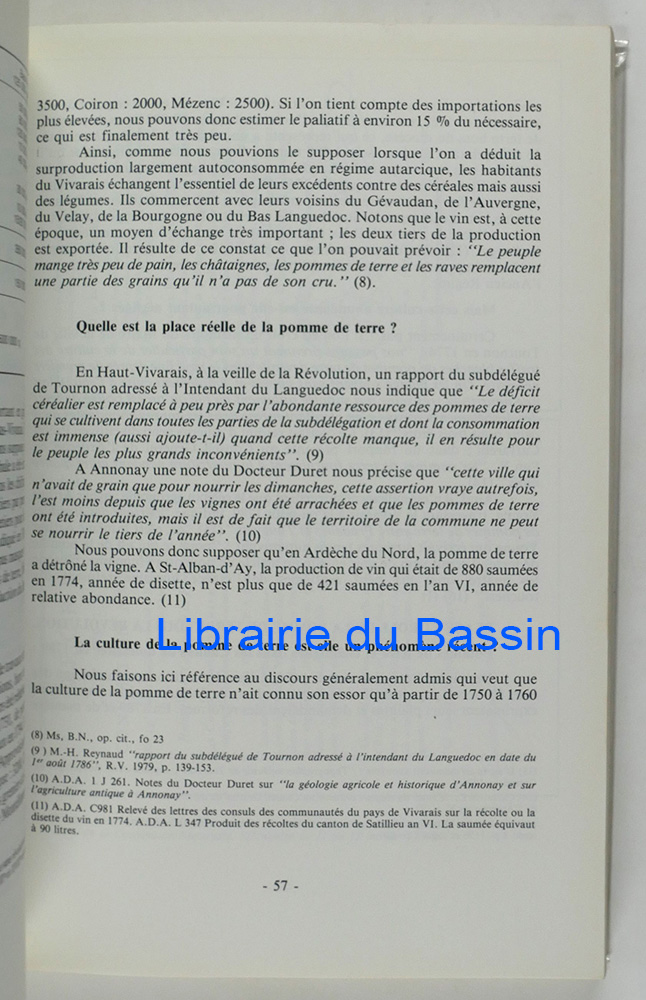 3500, Coiron : 2000, Mézenc : 2500). Si l'on tient compte des importations les
plus élevées, nous pouvons donc estimer le paliatif à environ 15 % du nécessaire,
ce qui est finalement très peu.
Ainsi, comme nous pouvions le supposer lorsque l'on a déduit la
surproduction largement autoconsommée en régime autarcique, les habitants
du Vivarais échangent l'essentiel de leurs excédents contre des céréales mais aussi
des légumes. Ils commercent avec leurs voisins du Gévaudan, de l'Auvergne,
du Velay, de la Bourgogne ou du Bas Languedoc. Notons que le vin est, à cette
époque, un moyen d'échange très important ; les deux tiers de la production
est exportée. Il résulte de ce constat ce que l'on pouvait prévoir : "Le peuple
mange très peu de pain, les châtaignes, les pommes de terre et les raves remplacent
une partie des grains qu'il n'a pas de son cru." (8).
Quelle est la place réelle de la pomme de terre ?
En Haut-Vivarais, à la veille de la Révolution, un rapport du subdélégué
de Tournon adressé à l'Intendant du Languedoc nous indique que "Le déficit
céréalier est remplacé à peu près par l'abondante ressource des pommes de terre
qui se cultivent dans toutes les parties de la subdélégation et dont la consommation
est immense (aussi ajoute-t-il) quand cette récolte manque, il en résulte pour
le peuple les plus grands inconvénients". (9)
A Annonay une note du Docteur Duret nous précise que "cette ville qui
n'avait de grain que pour nourrir les dimanches, cette assertion vraye autrefois,
l'est moins depuis que les vignes ont été arrachées et que les pommes de terre
ont été introduites, mais il est de fait que le territoire de la commune ne peut
se nourrir le tiers de l'année". (10)
Nous pouvons donc supposer qu'en Ardèche du Nord, la pomme de terre
a détrôné la vigne. A St-Alban-d'Ay, la production de vin qui était de 880 saumées
en 1774, année de disette, n'est plus que de 421 saumées en l'an VI, année de
relative abondance. (11)
Librairie du Bassin
La culture de la pomme de terre est-elle un phénomène récent ?
Nous faisons ici référence au discours généralement admis qui veut que
la culture de la pomme de terre n'ait connu son essor qu'à partir de 1750 à 1760
(8) Ms, B.N., op. cit., fo 23
(9 ) M.-H. Reynaud "rapport du subdélégué de Tournon adressé à l'intendant du Languedoc en date du
1er août 1786", R.V. 1979, p. 139-153.
(10) A.D.A. 1 J 261. Notes du Docteur Duret sur "la géologie agricole et historique d'Annonay et sur
l'agriculture antique à Annonay".
(11) A.D.A. C981 Relevé des lettres des consuls des communautés du pays de Vivarais sur la récolte ou la
disette du vin en 1774. A.D.A. L 347 Produit des récoltes du canton de Satillieu an VI. La saumée équivaut
à 90 litres.
- 57 -